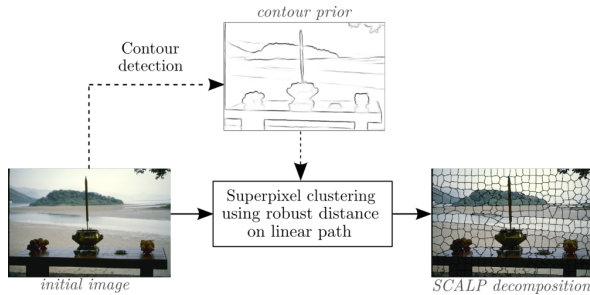 contour prior
Contour
detection
Superpixel clustering
using robust distance
on linear path
initial image
SCALP decomposition